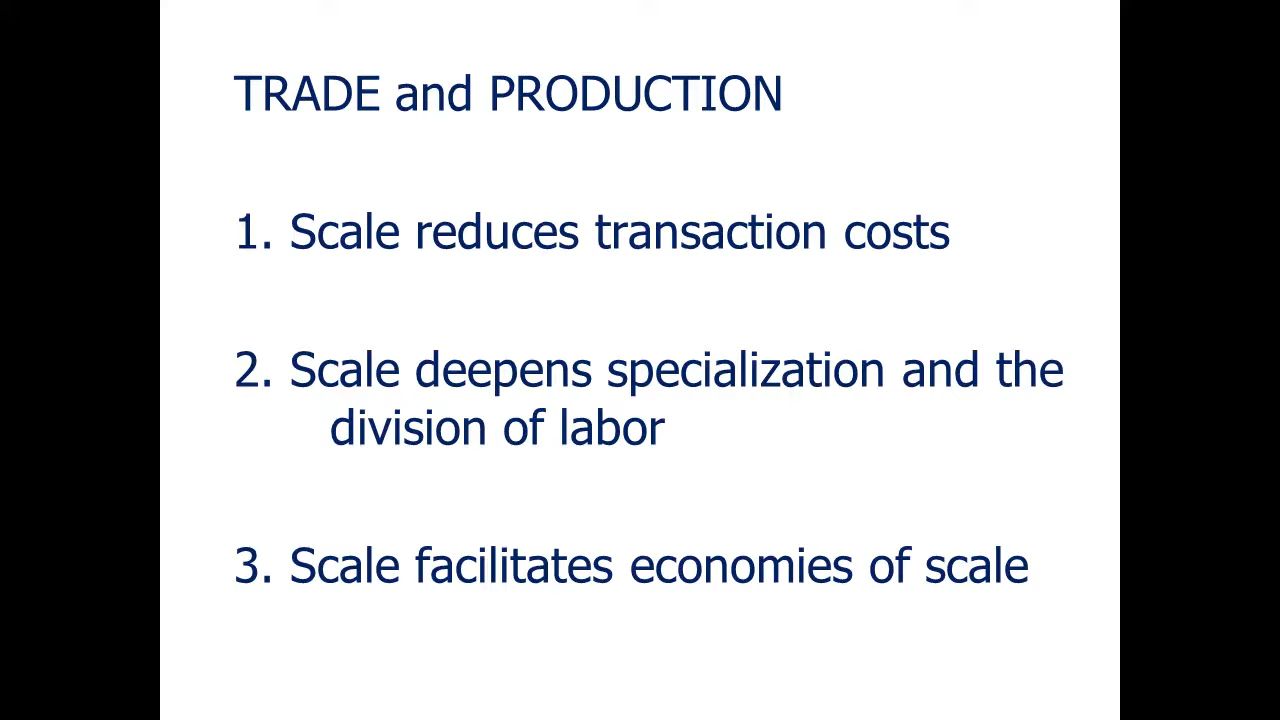 TRADE and PRODUCTION
1. Scale reduces transaction costs
2. Scale deepens specialization and the
division of labor
3. Scale facilitates economies of scale